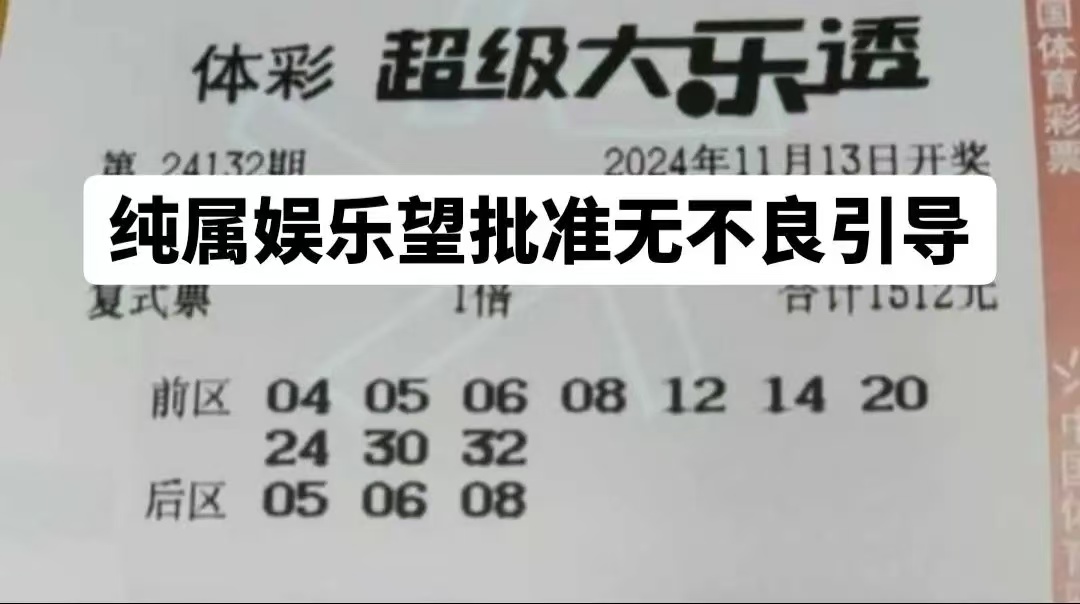 体彩 超级大乐透
第 24132期 2024年11月13日开奖
纯属娱乐望批准无不良引导
复式票 1倍 合计1512元
前区 04 05 06 08 12 14 20
24 30 32
后区 05 06 08
国体育彩票
中国体育